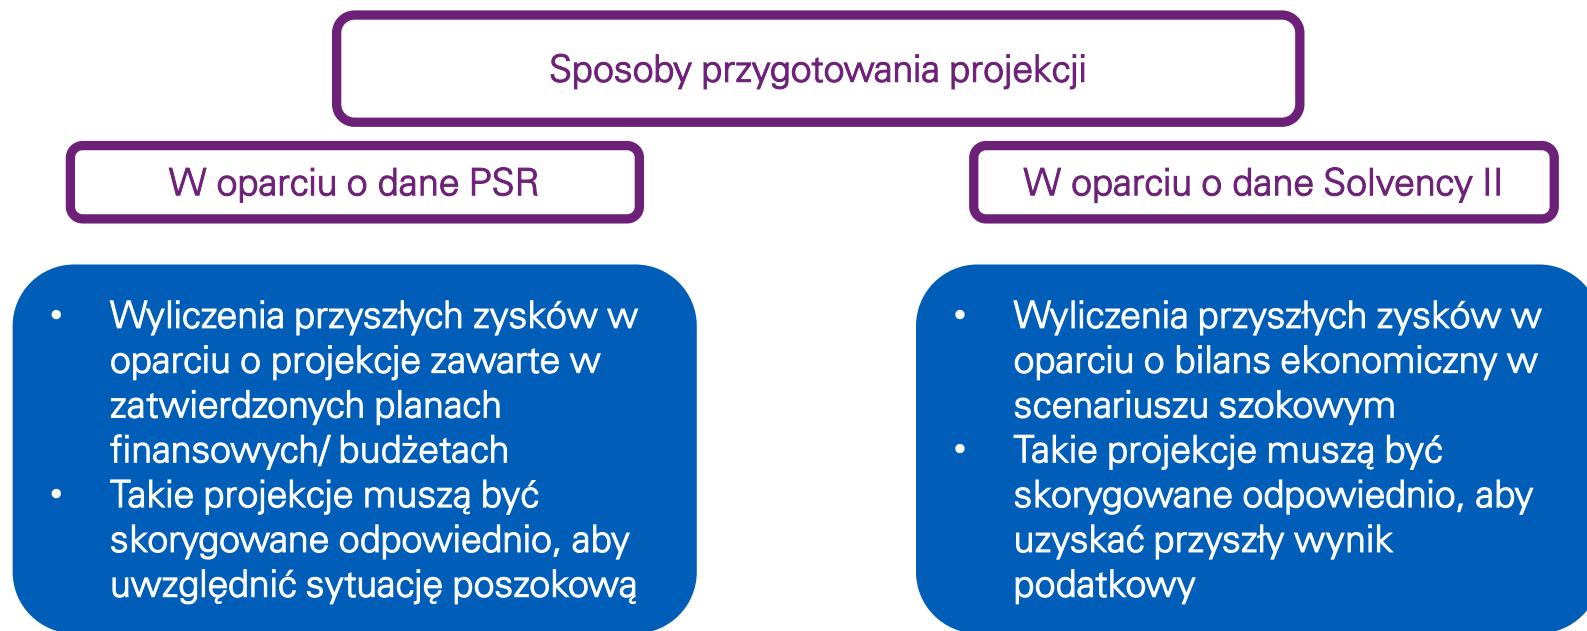 Sposoby przygotowania projekcji
W oparciu o dane PSR
W oparciu o dane Solvency II
• Wyliczenia przyszłych zysków w
oparciu o projekcje zawarte w
zatwierdzonych planach
finansowych/ budżetach
• Takie projekcje muszą być
skorygowane odpowiednio, aby
uwzględnić sytuację poszokową
• Wyliczenia przyszłych zysków w
oparciu o bilans ekonomiczny w
scenariuszu szokowym
• Takie projekcje muszą być
skorygowane odpowiednio, aby
uzyskać przyszły wynik
podatkowy